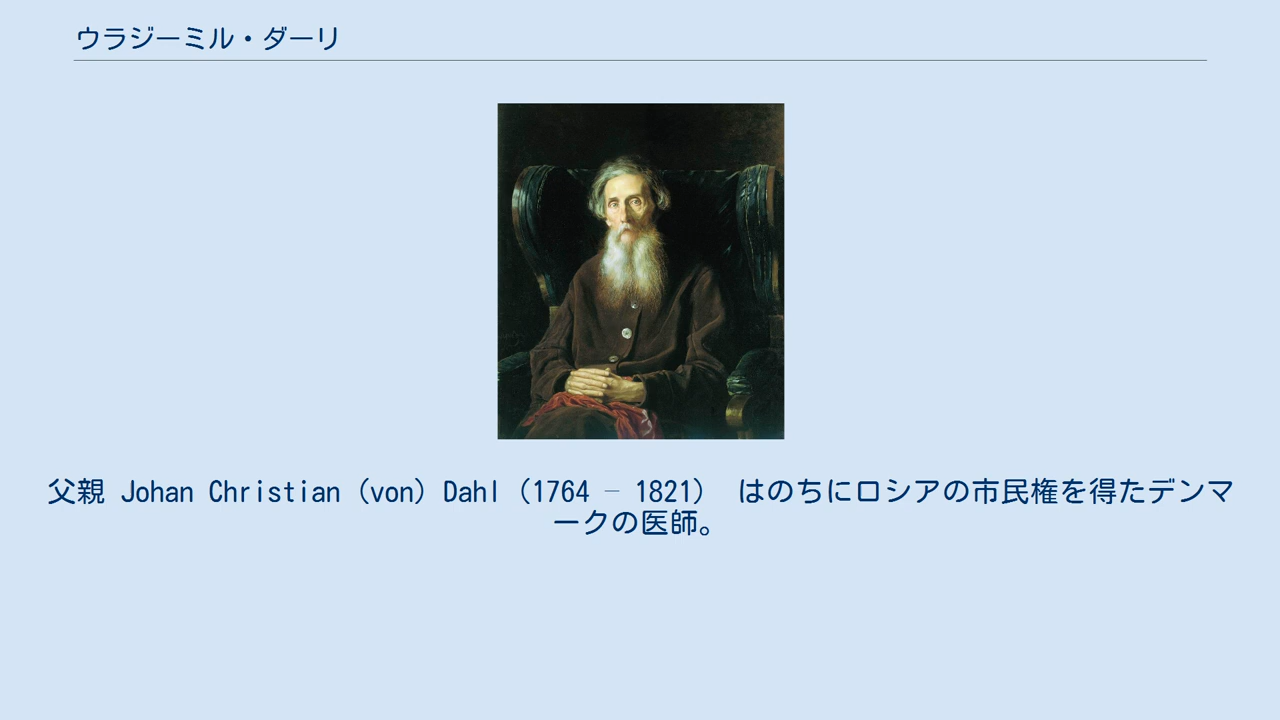 ウラジーミル・ダーリ
父親 Johan Christian (von) Dahl (1764 – 1821)　はのちにロシアの市民権を得たデンマ
ークの医師。